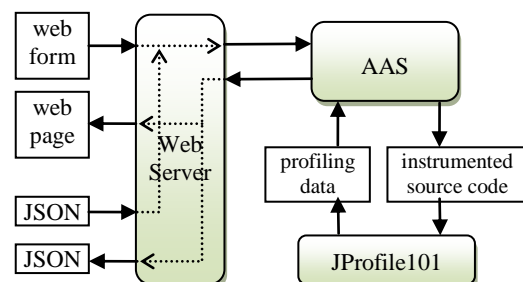 web
form
web
page
JSON
JSON
Web
Server
AAS
profiling
data
instrumented
source code
JProfile101